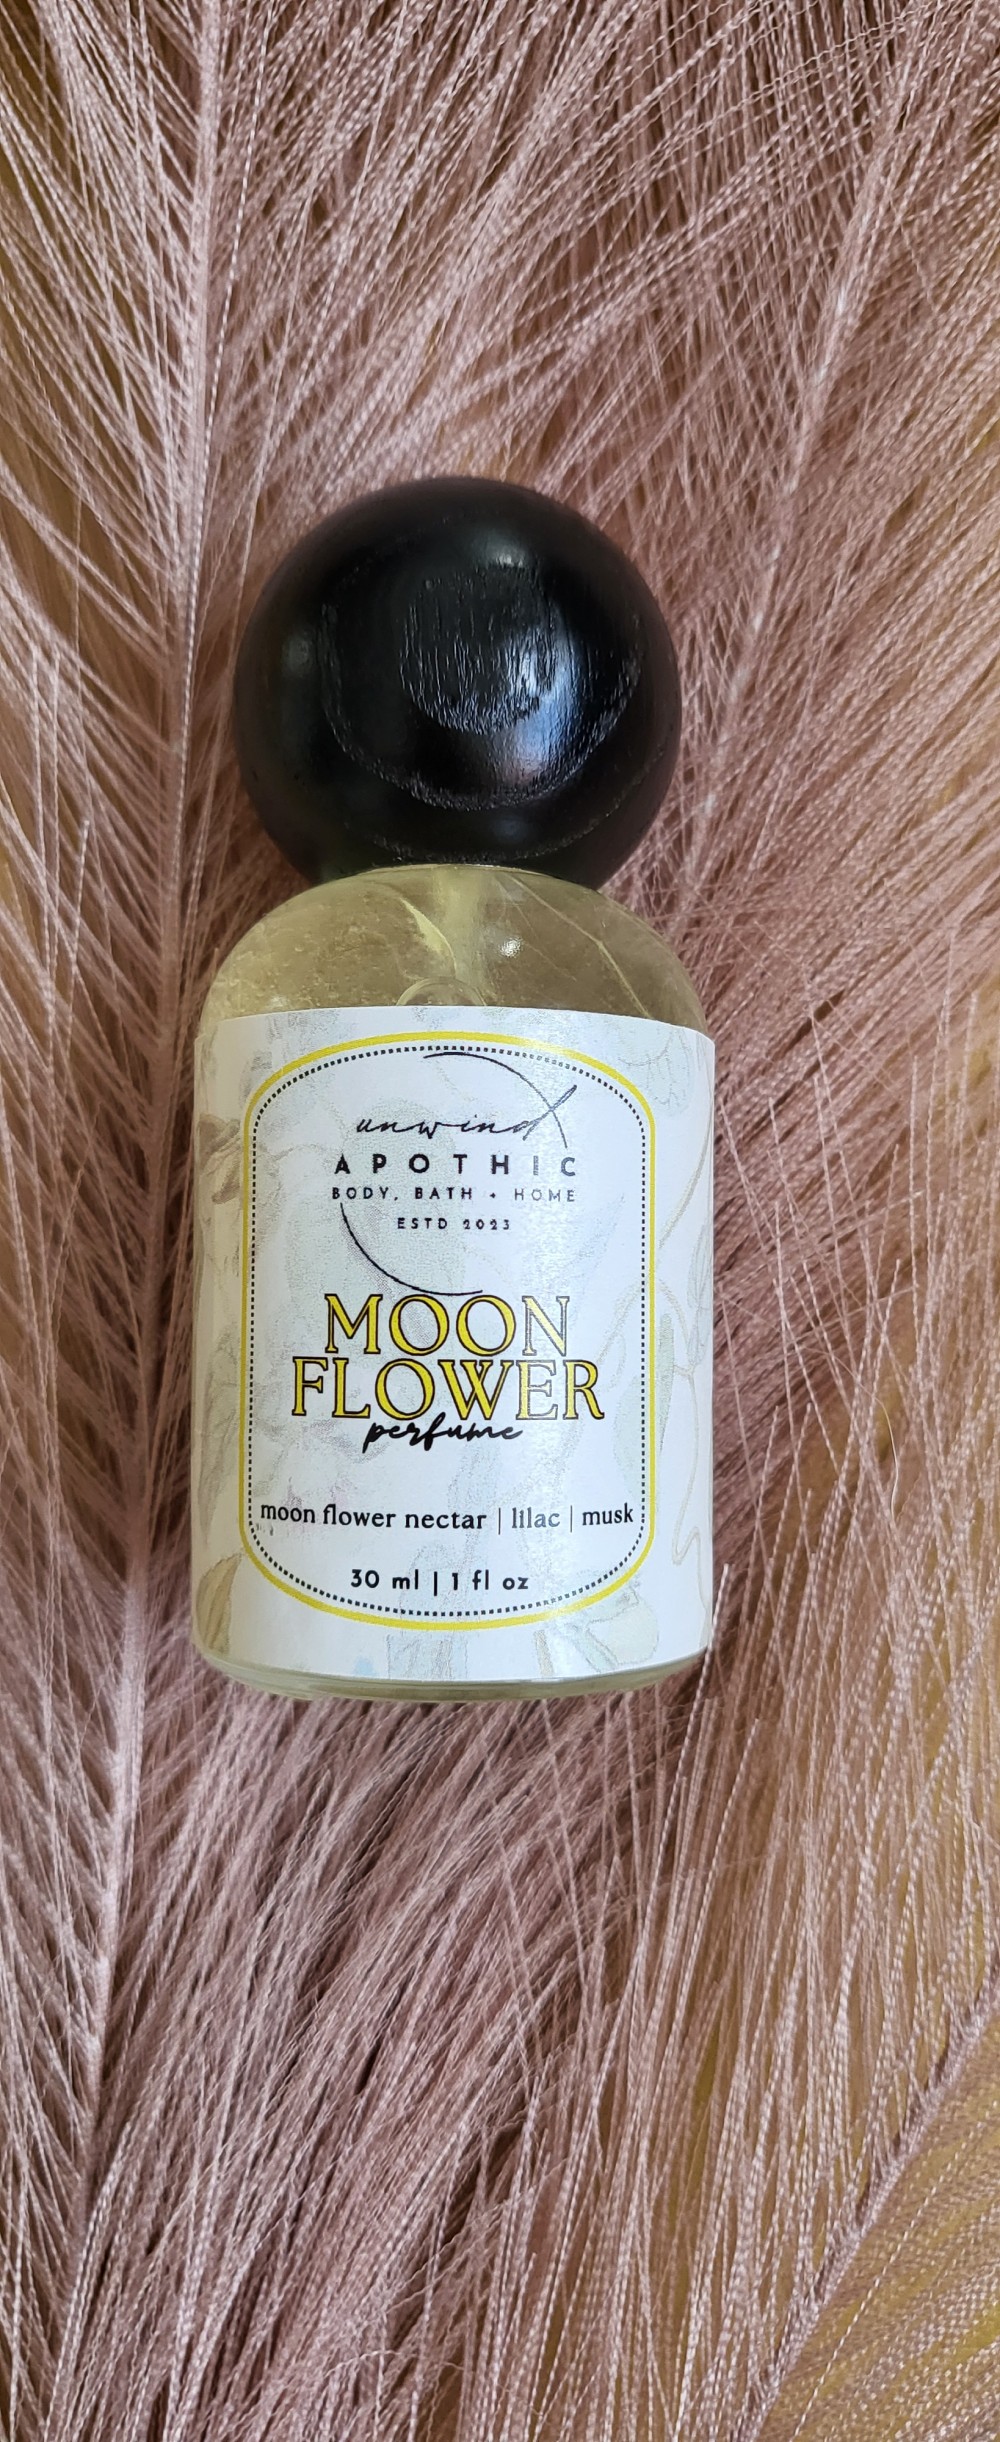 unwind
APOTHIC
BODY, BATH + HOME
ESTD 2023
MOON
FLOWER
perfume
moon flower nectar | lilac | musk
30 ml | 1 fl oz